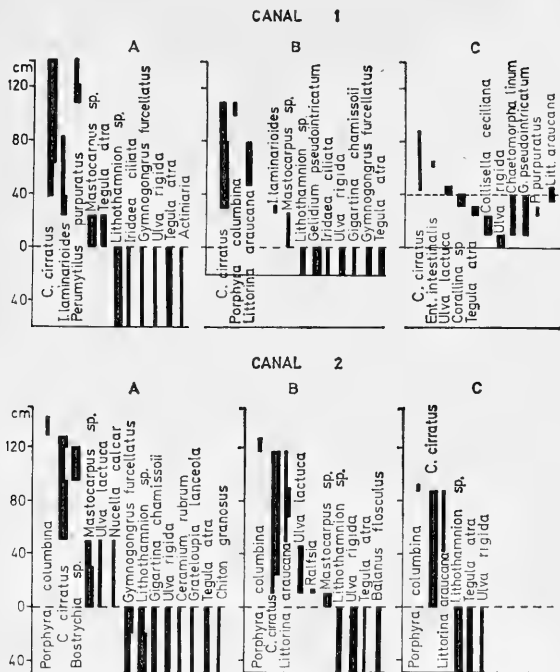 CANAL 1
A
B
C
cm
120
80
40
0
40
C. cirratus
I. laminarioides
Perumytilus purpuratus
Mastocarpus sp.
Tegula atra
Lithothamnion sp.
Iridaea ciliata
Gymnogongrus furcellatus
Ulva rigida
Tegula atra
Actiniaria
C. cirratus
Porphyra columbina
Littorina araucana
I. laminarioides
Mastocarpus sp.
Lithothamnion sp.
Gelidium pseudointricatum
Iridaea ciliata
Ulva rigida
Gigartina chamissoii
Gymnogongrus furcellatus
Tegula atra
C. cirratus
Ent. intestinalis
Ulva lactuca
Corallina sp
Tegula atra
Collisella ceciliana
Ulva rigida
Chaetomorpha linum
G. pseudointricatum
P. purpuratus
Litt. araucana
CANAL 2
A
B
C
cm
120
80
40
0
40
Porphyra columbina
C cirratus
Bostrychia sp.
Mastocarpus sp.
Ulva lactuca
Nucella calcar
Gymnogongrus furcellatus
Lithothamnion sp.
Gigartina chamissoii
Ulva rigida
Ceramium rubrum
Grateloupia lanceola
Tegula atra
Chiton granosus
Porphyra columbina
C. cirratus
Littorina araucana
Ulva lactuca
Ralfsia
Mastocarpus sp.
Lithothamnion sp.
Ulva rigida
Tegula atra
Balanus flosculus
Porphyra columbina
C. cirratus
Littorina araucana
Lithothamnion sp.
Tegula atra
Ulva rigida